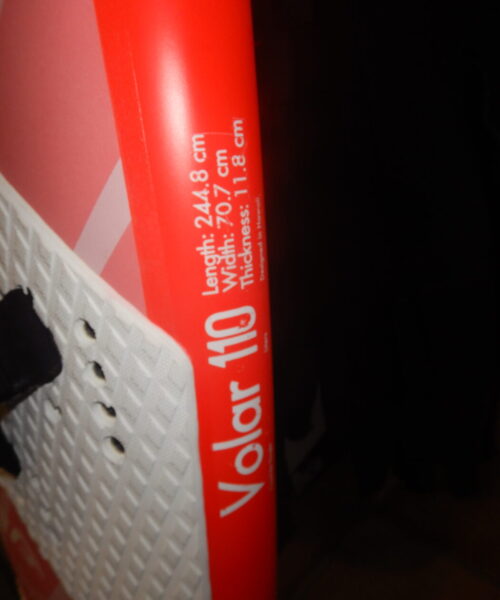 Length: 244.8 cm
Width: 70.7 cm
Thickness: 11.8 cm
Designed in Hawaii
Volar 110